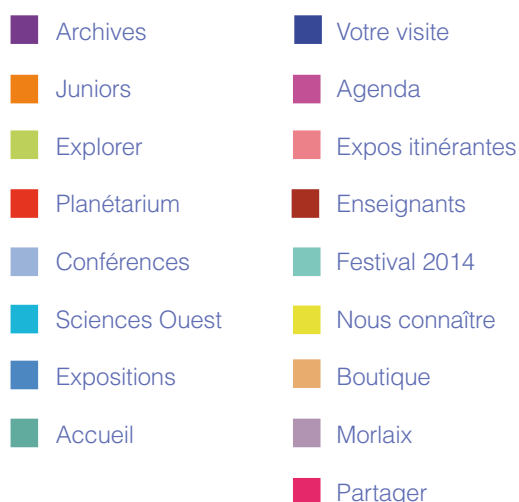 Archives
Juniors
Explorer
Planétarium
Conférences
Sciences Ouest
Expositions
Accueil
Votre visite
Agenda
Expos itinérantes
Enseignants
Festival 2014
Nous connaître
Boutique
Morlaix
Partager